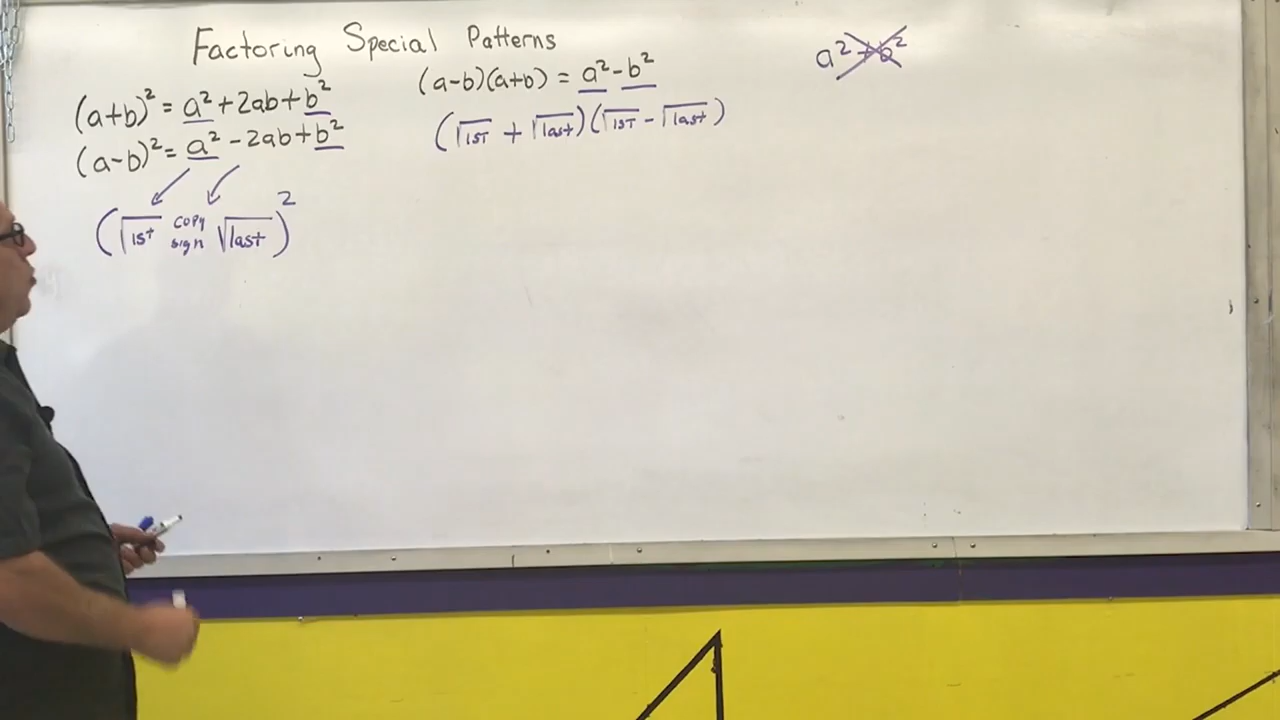 Factoring Special Patterns
(a+b)² = a² + 2ab + b²
(a-b)² = a² - 2ab + b²
(√1st copy sign √last)²
(a-b)(a+b) = a² - b²
(√1st + √last)(√1st - √last)
a² + b²